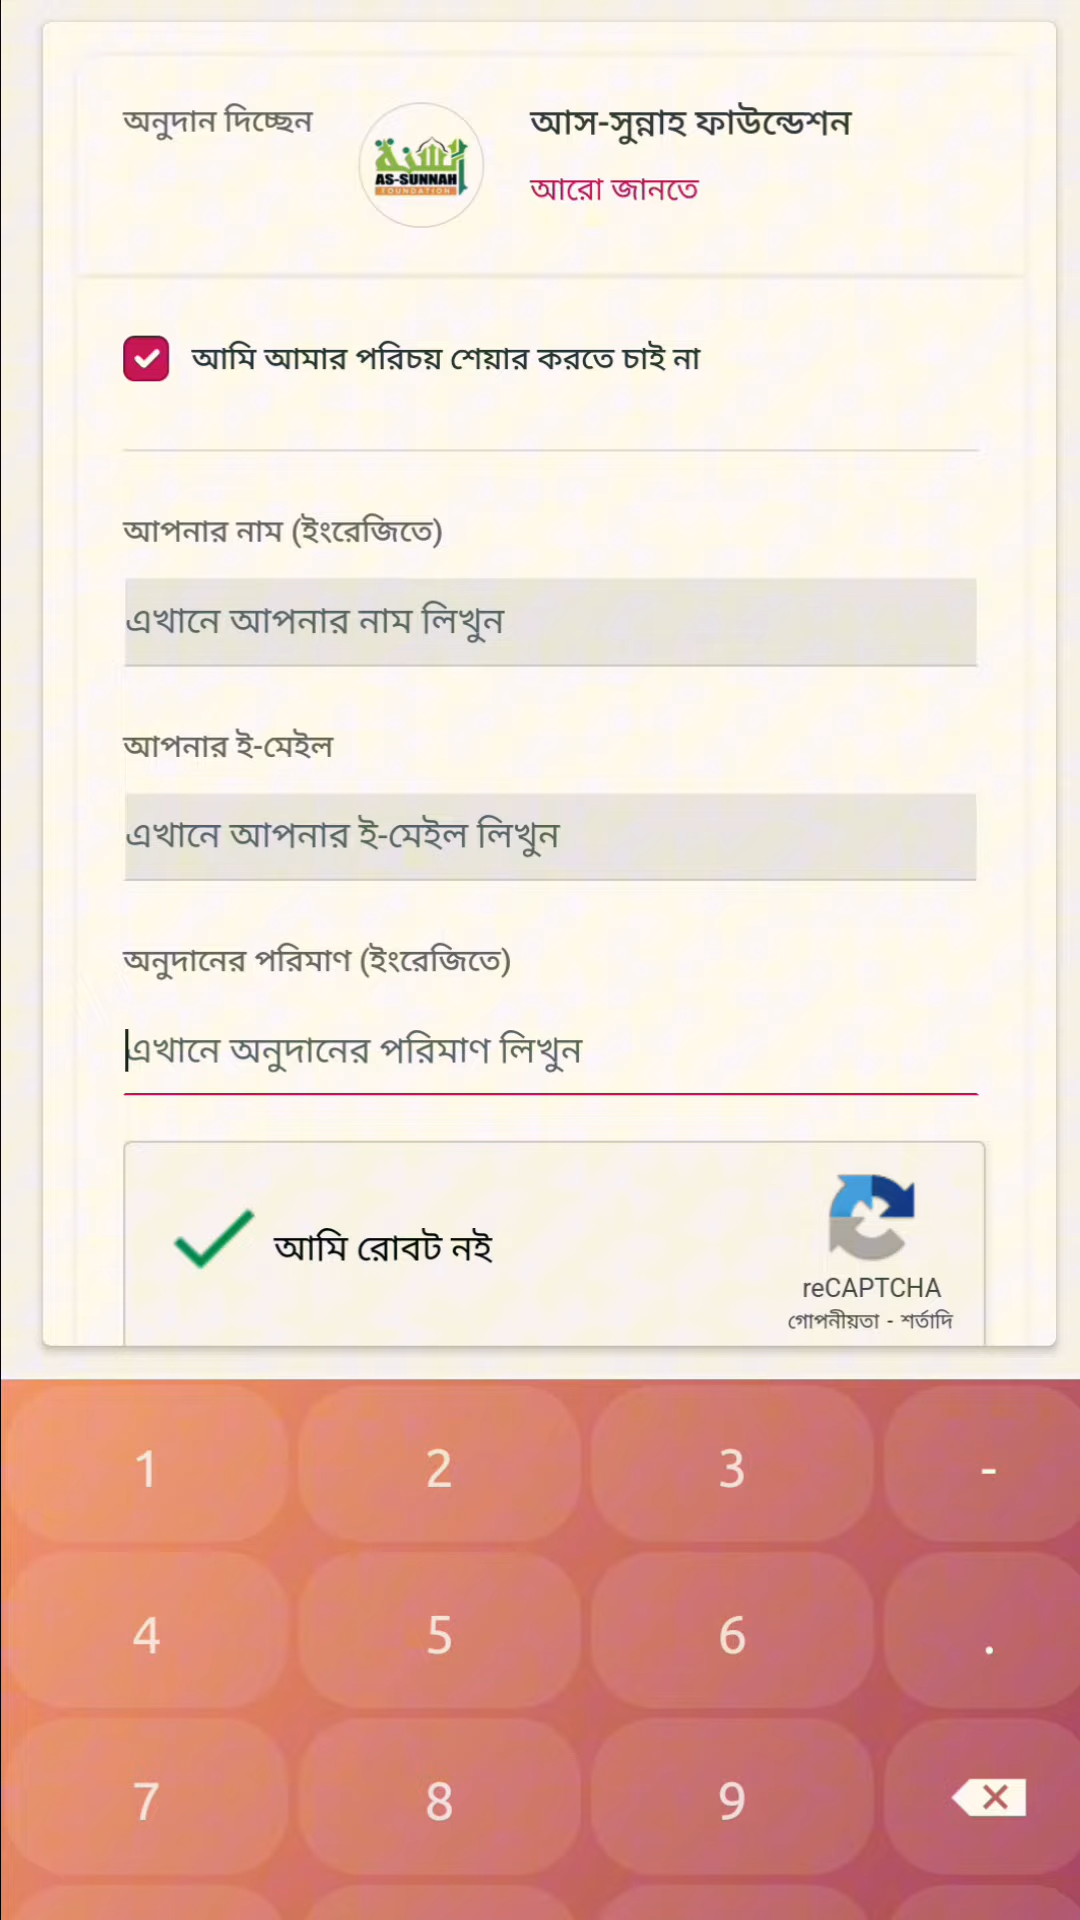 অনুদান দিচ্ছেন
السنة
AS-SUNNAH
FOUNDATION
আস-সুন্নাহ ফাউন্ডেশন
আরো জানতে
আমি আমার পরিচয় শেয়ার করতে চাই না
আপনার নাম (ইংরেজিতে)
এখানে আপনার নাম লিখুন
আপনার ই-মেইল
এখানে আপনার ই-মেইল লিখুন
অনুদানের পরিমাণ (ইংরেজিতে)
এখানে অনুদানের পরিমাণ লিখুন
আমি রোবট নই
reCAPTCHA
গোপনীয়তা - শর্তাদি
1 2 3 -
4 5 6 .
7 8 9